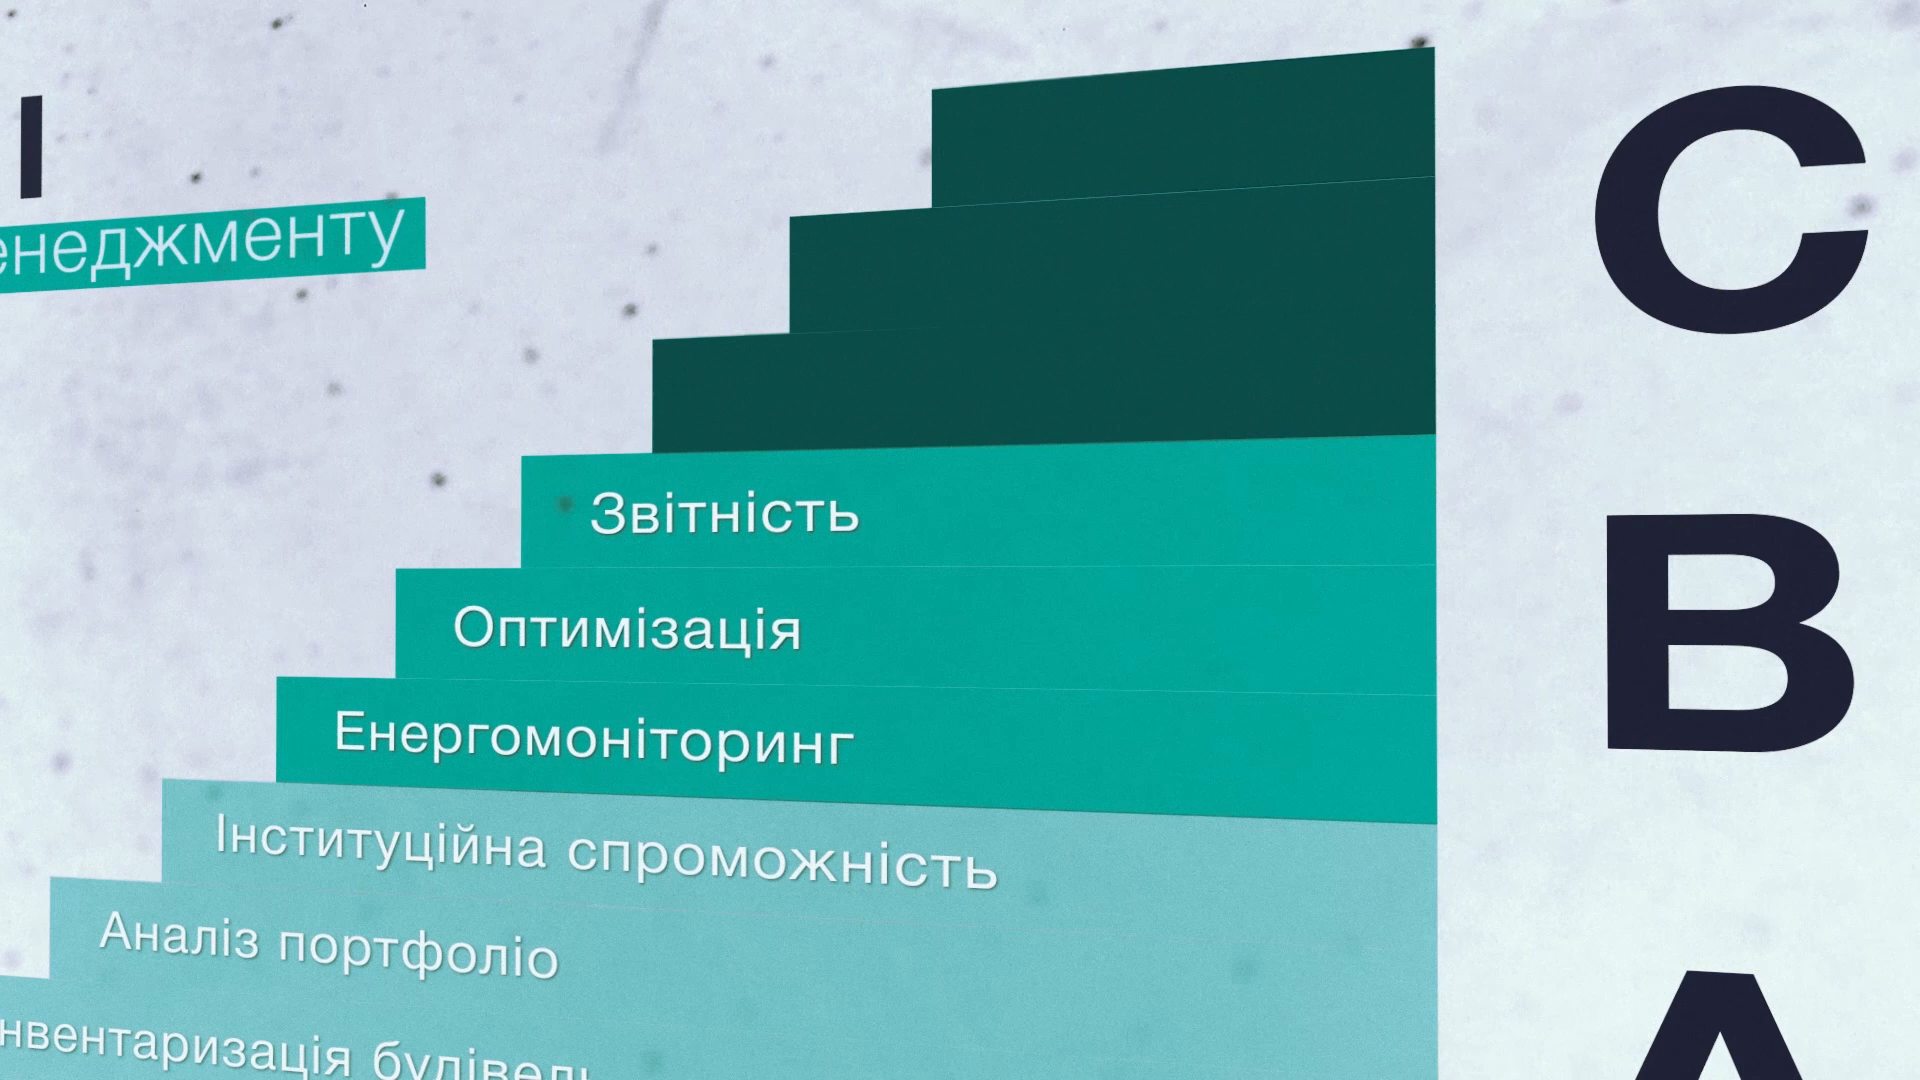 І
енеджменту
C
Звітність
B
Оптимізація
Енергомоніторинг
Інституційна спроможність
Аналіз портфоліо
A
нвентаризація будівель